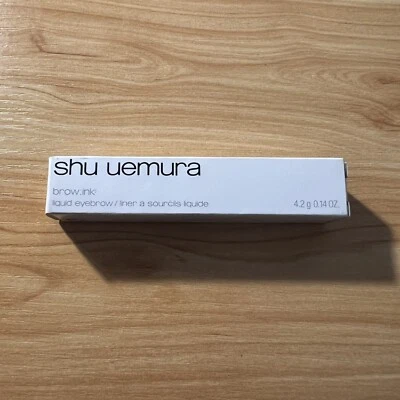 shu uemura
brow:ink
liquid eyebrow / liner à sourcils liquide
4.2 g 0.14 OZ.